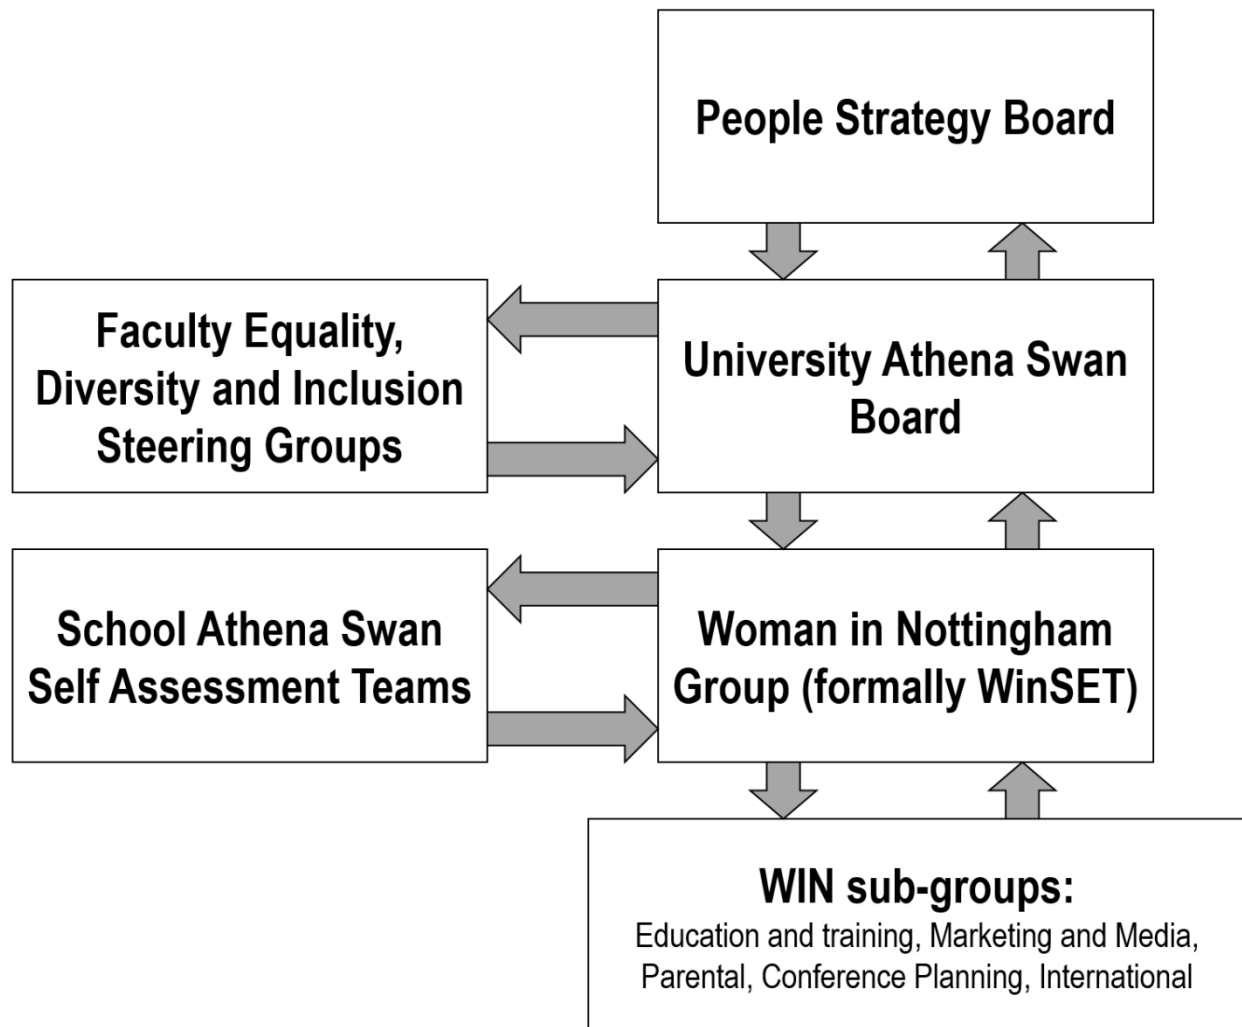 People Strategy Board
Faculty Equality,
Diversity and Inclusion
Steering Groups
University Athena Swan
Board
School Athena Swan
Self Assessment Teams
Woman in Nottingham
Group (formally WinSET)
WIN sub-groups:
Education and training, Marketing and Media,
Parental, Conference Planning, International